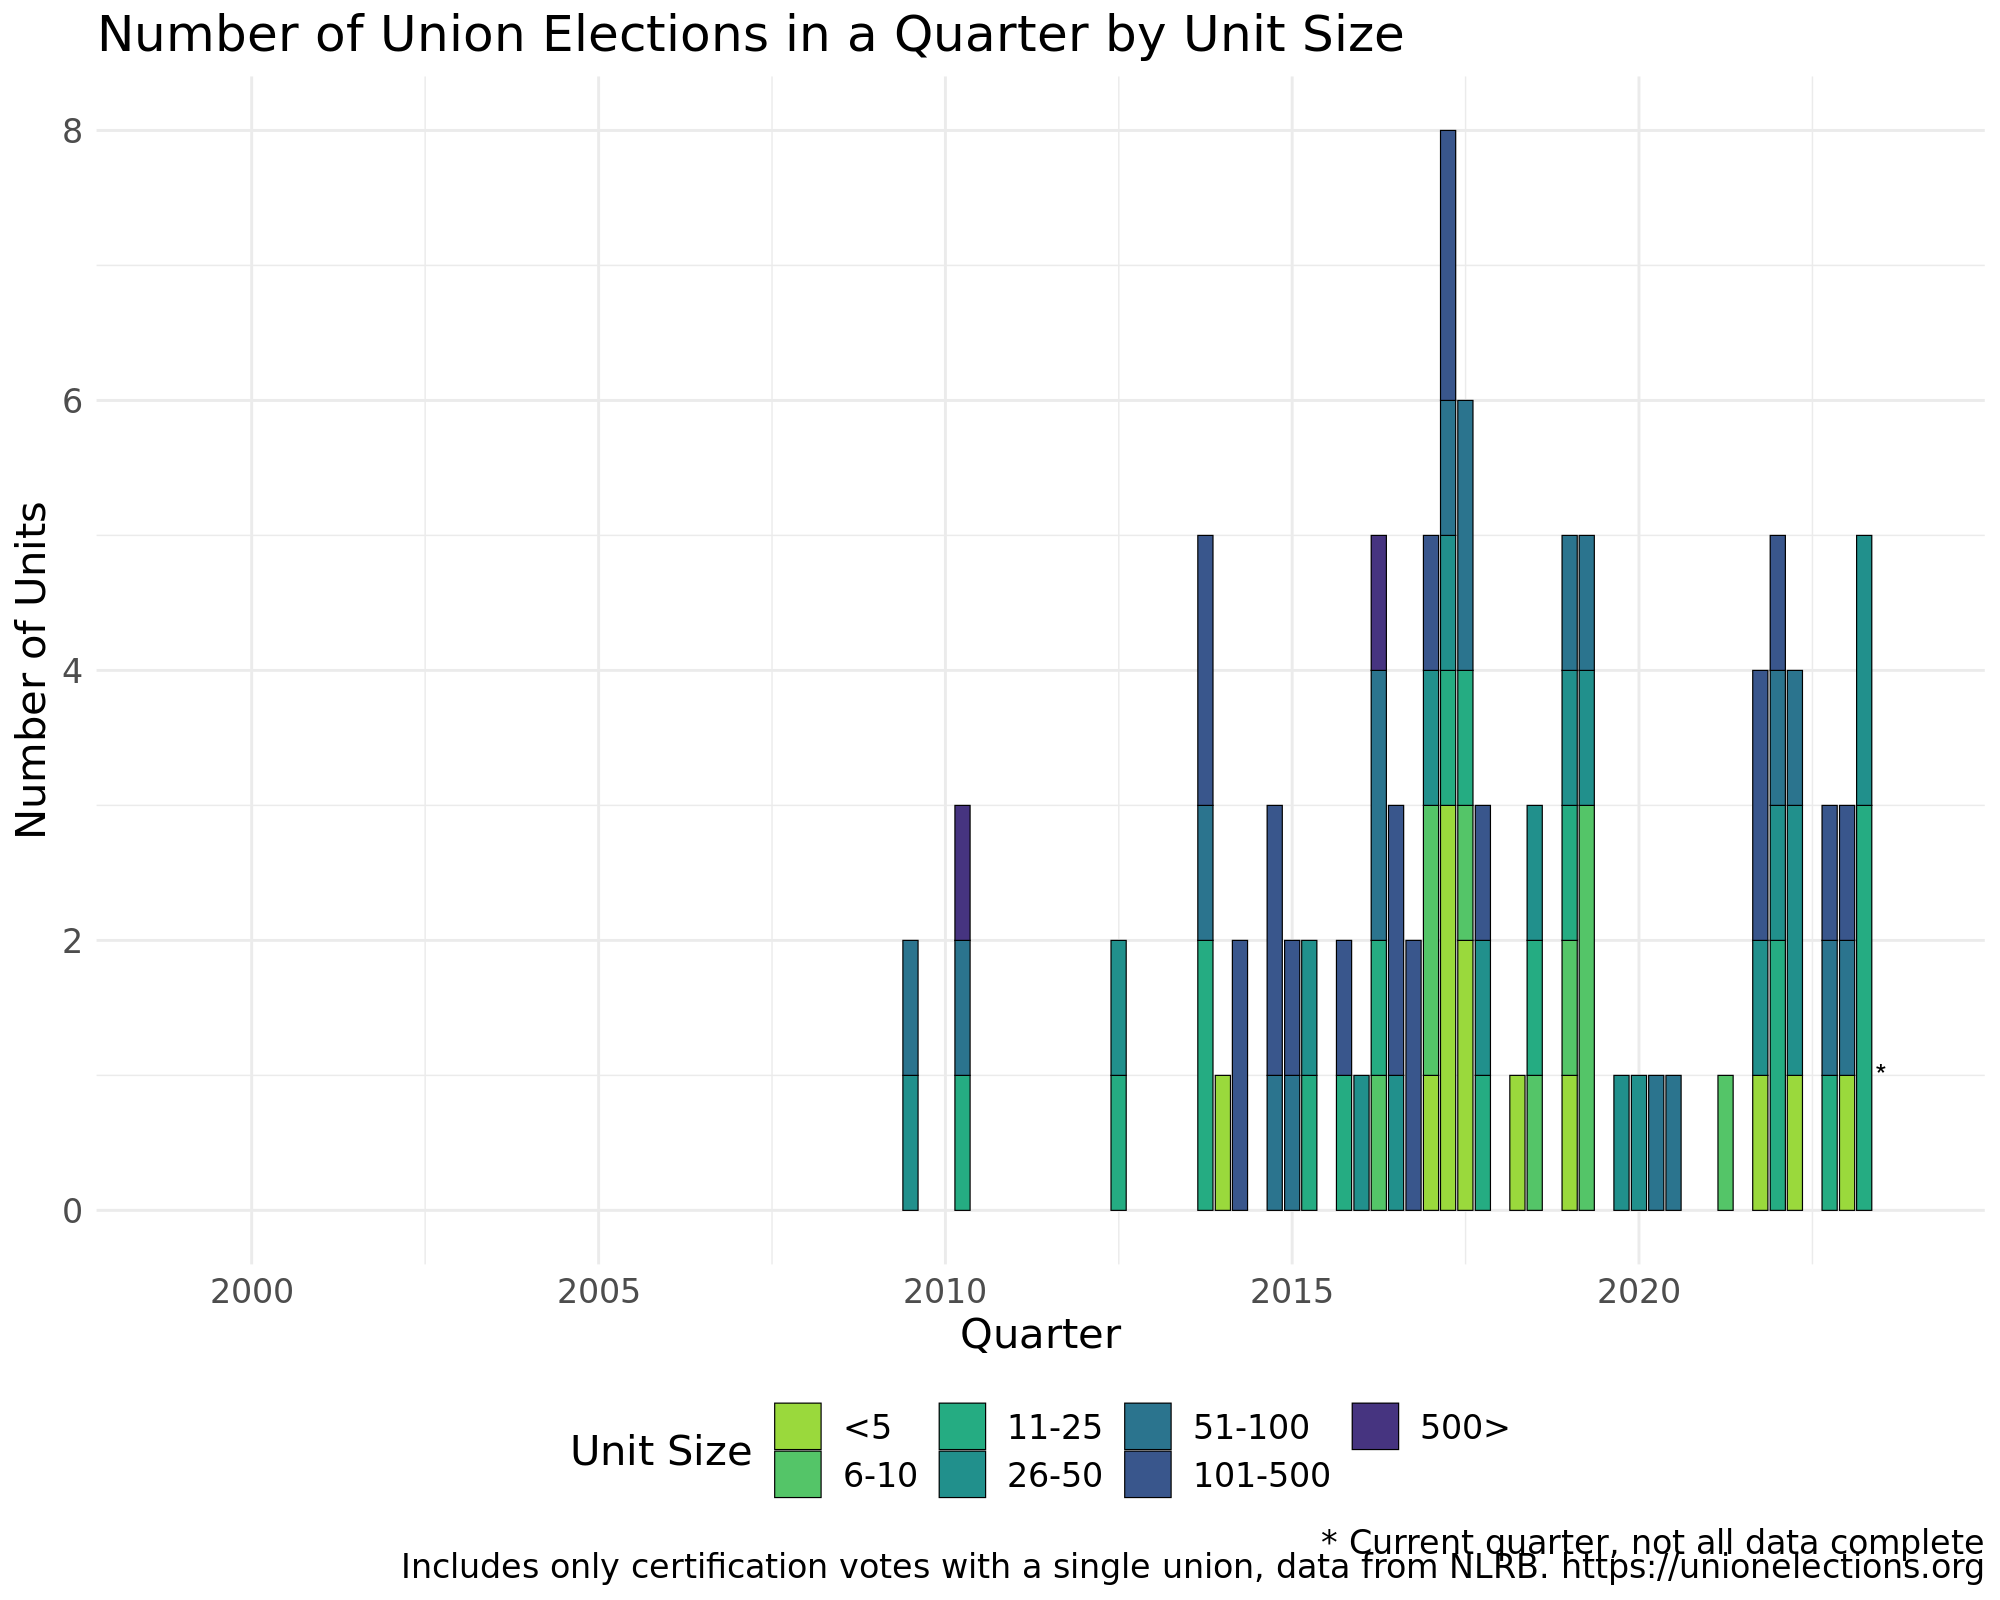 Number of Union Elections in a Quarter by Unit Size
Number of Units
8
6
4
2
0
*
2000 2005 2010 2015 2020
Quarter
Unit Size
<5 11-25 51-100 500>
6-10 26-50 101-500
* Current quarter, not all data complete
Includes only certification votes with a single union, data from NLRB. https://unionelections.org